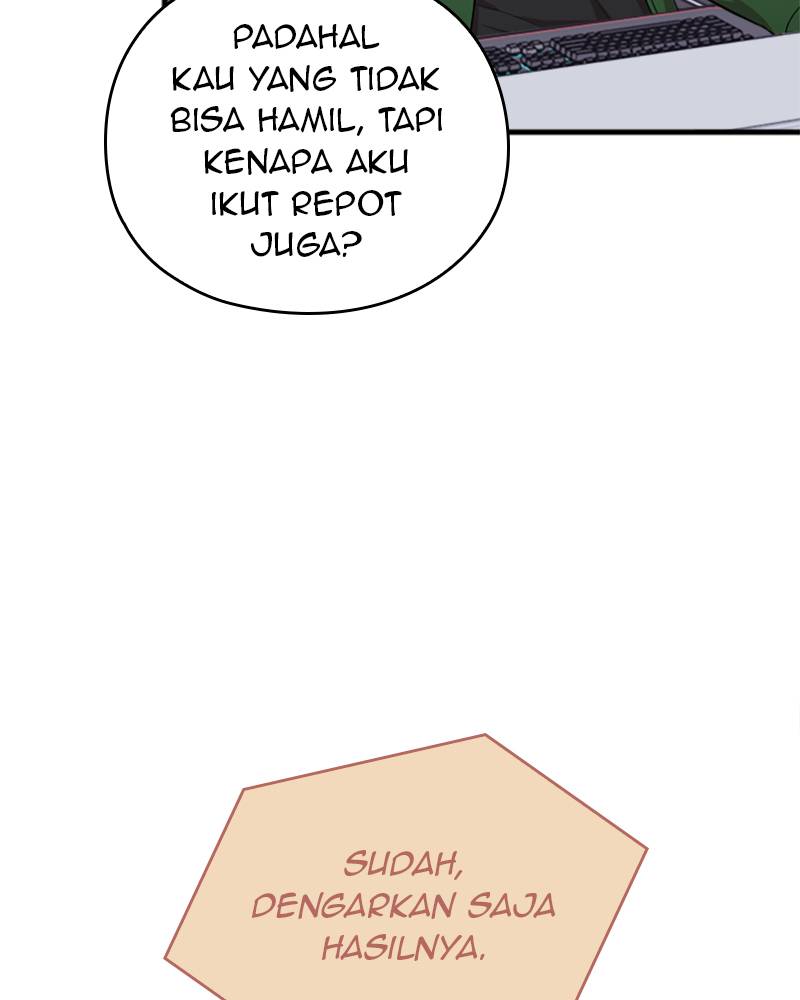 PADAHAL
KAU YANG TIDAK
BISA HAMIL, TAPI
KENAPA AKU
IKUT REPOT
JUGA?
SUDAH,
DENGARKAN SAJA
HASILNYA.